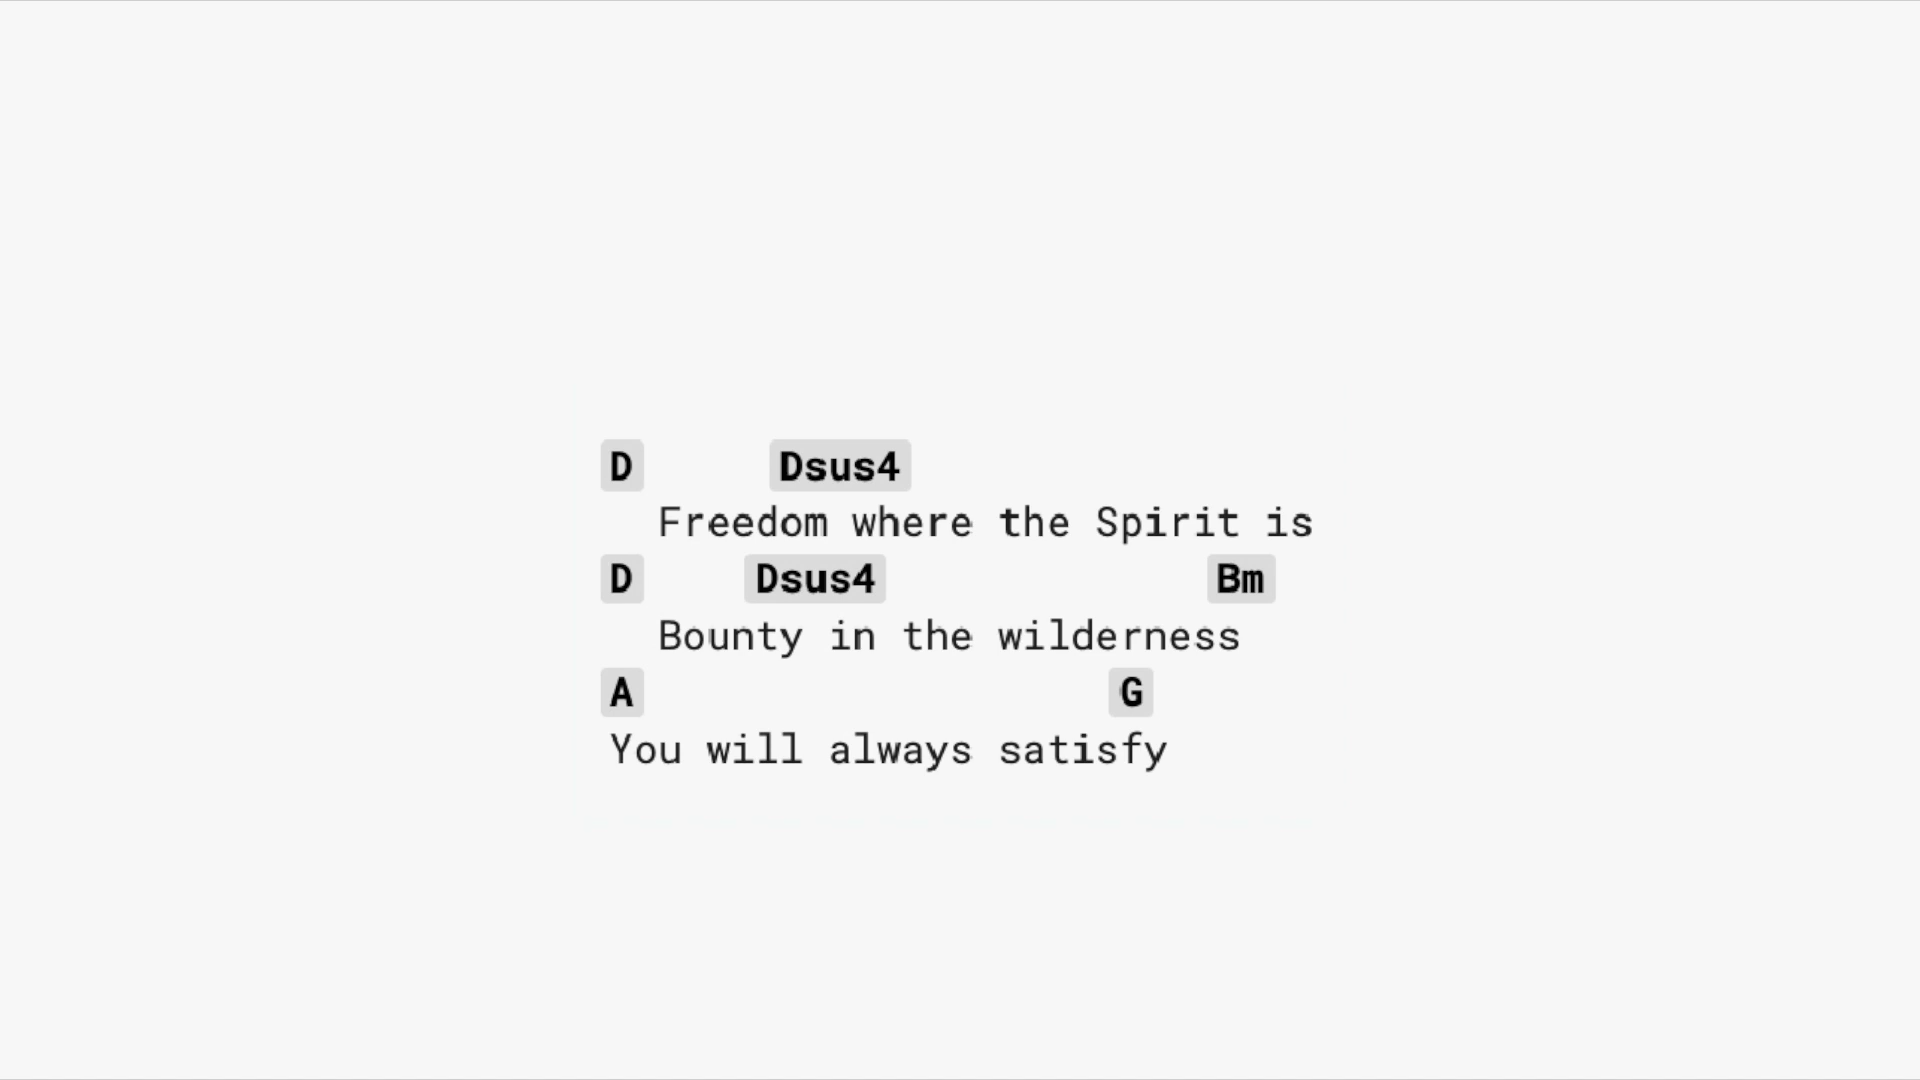 D Dsus4
Freedom where the Spirit is
D Dsus4 Bm
Bounty in the wilderness
A G
You will always satisfy